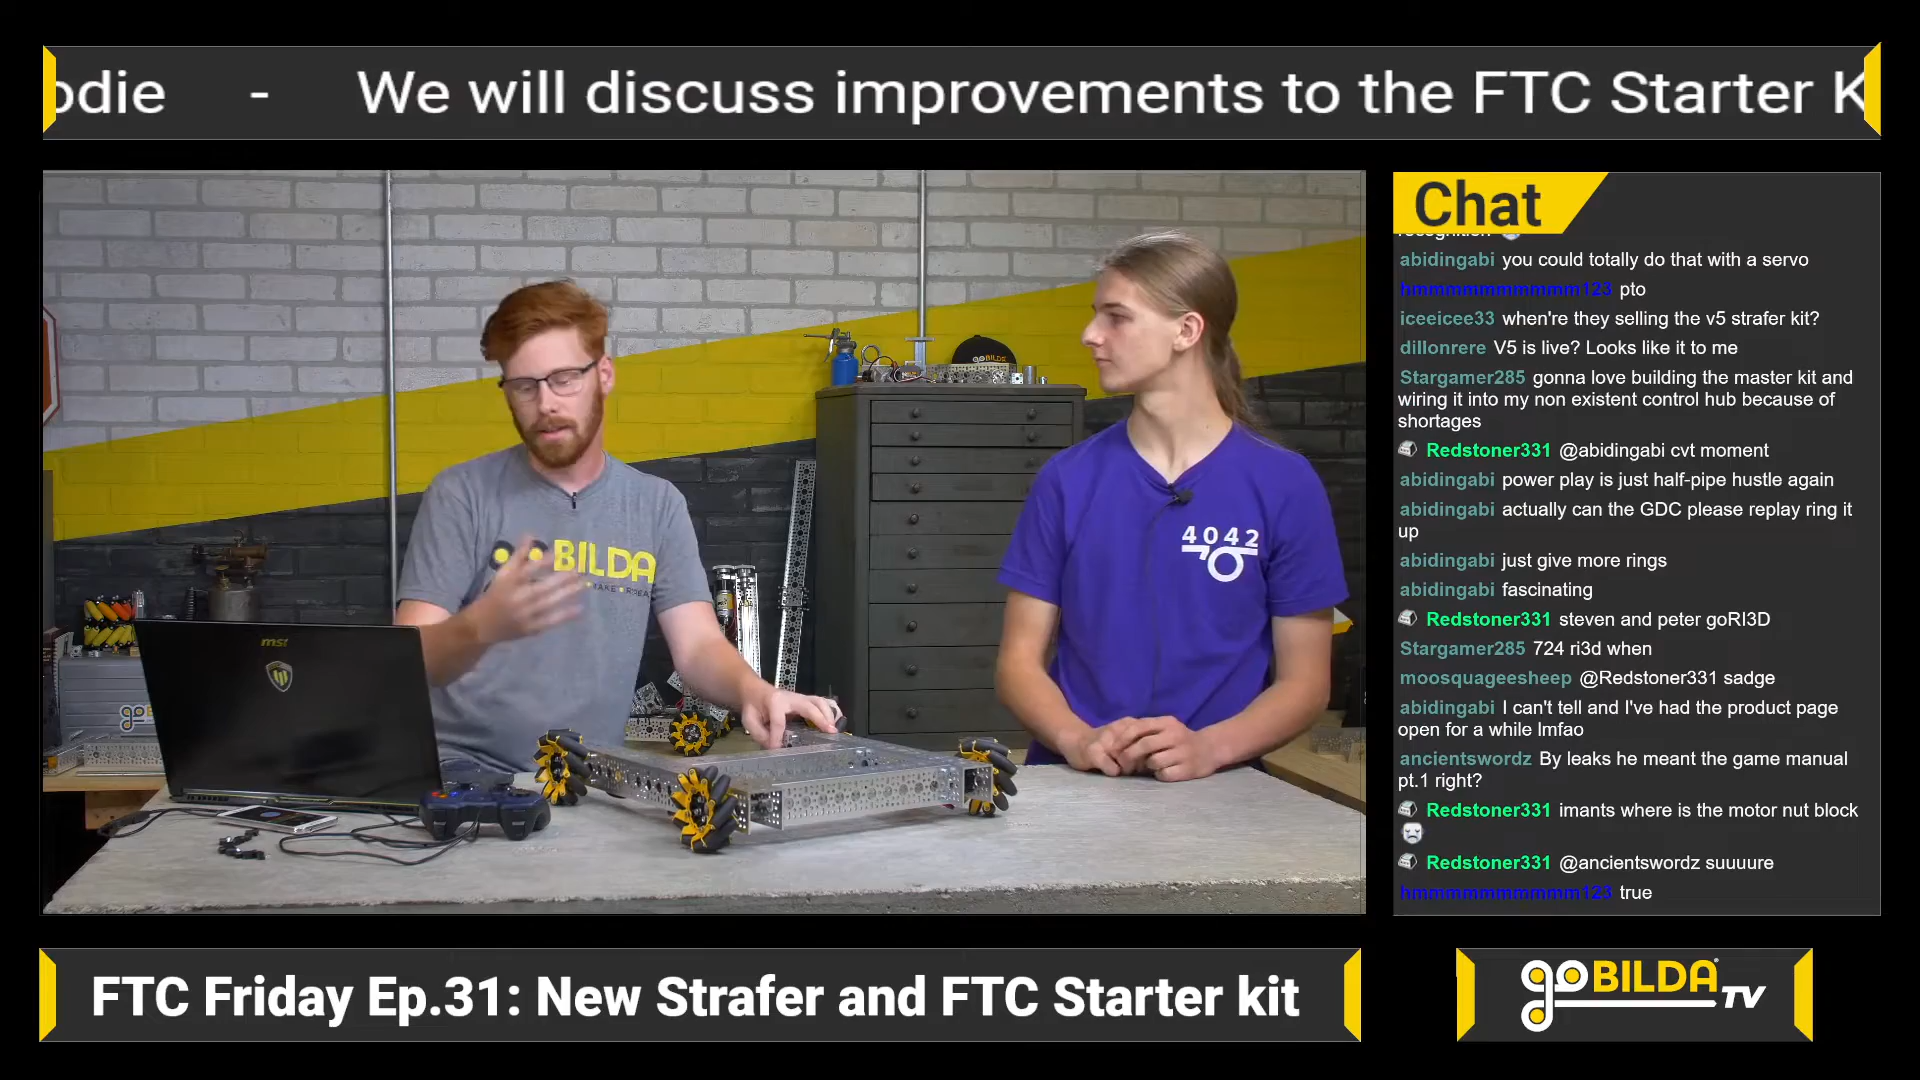 odie - We will discuss improvements to the FTC Starter K
Chat
abidingabi you could totally do that with a servo
hmmmmmmmmmm123 pto
iceeicee33 when're they selling the v5 strafer kit?
dillonrere V5 is live? Looks like it to me
Stargamer285 gonna love building the master kit and
wiring it into my non existent control hub because of
shortages
Redstoner331 @abidingabi cvt moment
abidingabi power play is just half-pipe hustle again
abidingabi actually can the GDC please replay ring it
up
abidingabi just give more rings
abidingabi fascinating
Redstoner331 steven and peter goRI3D
Stargamer285 724 ri3d when
moosquageesheep @Redstoner331 sadge
abidingabi I can't tell and I've had the product page
open for a while lmfao
ancientswordz By leaks he meant the game manual
pt.1 right?
Redstoner331 imants where is the motor nut block
Redstoner331 @ancientswordz suuuure
hmmmmmmmmmm123 true
goBILDA
BILDA
4042
msi
FTC Friday Ep.31: New Strafer and FTC Starter kit
goBILDA TV